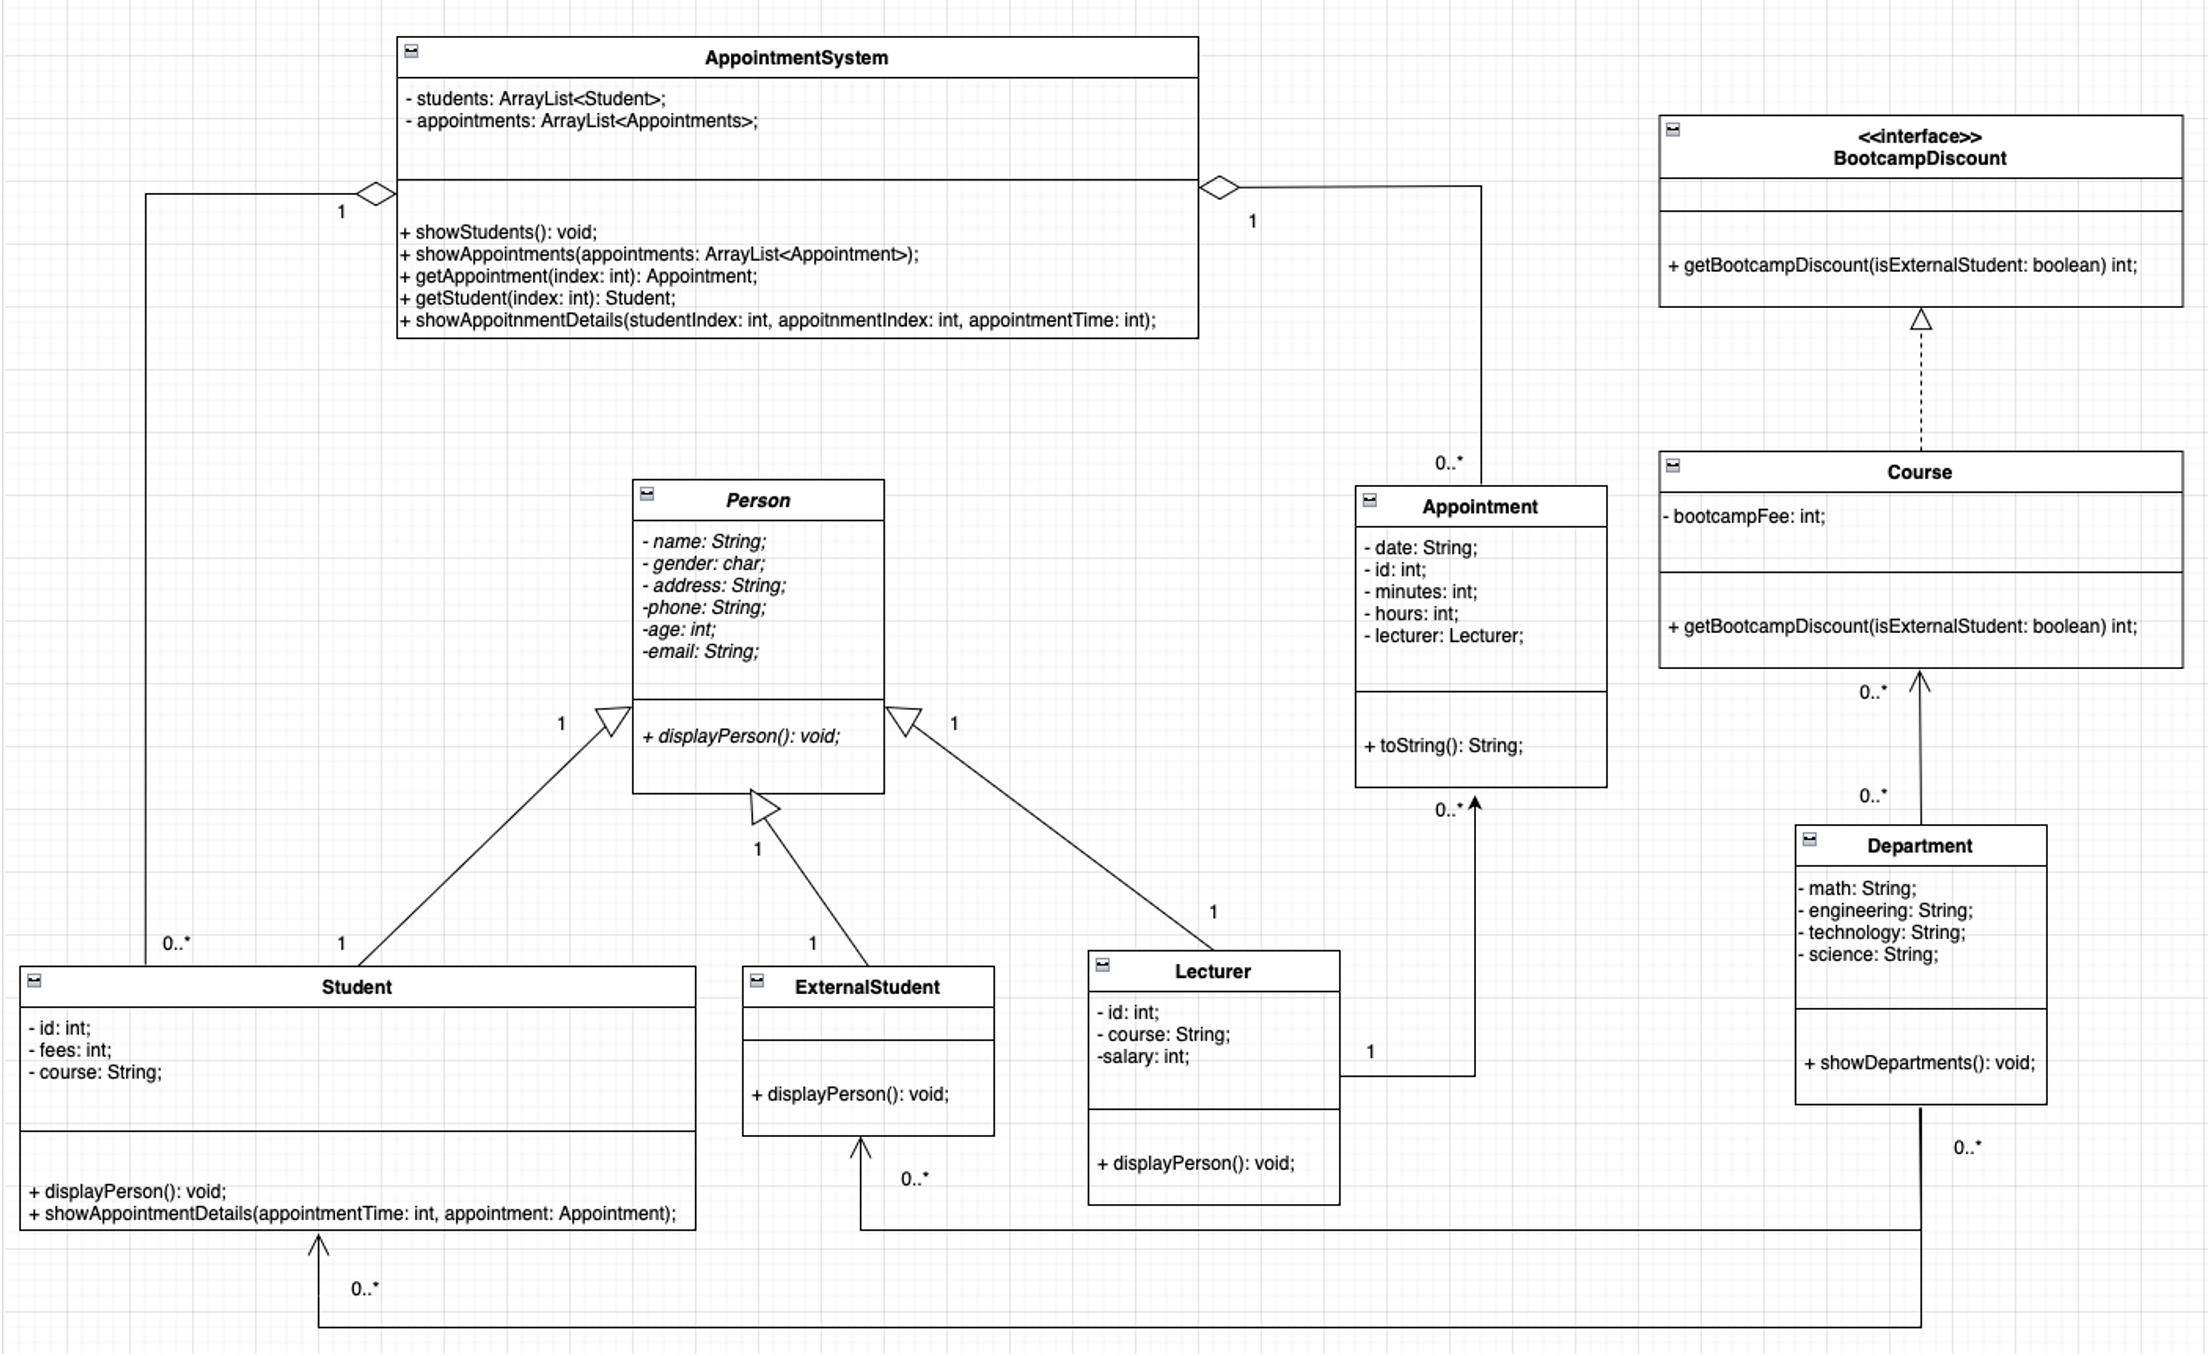 AppointmentSystem
- students: ArrayList<Student>;
- appointments: ArrayList<Appointments>;
+ showStudents(): void;
+ showAppointments(appointments: ArrayList<Appointment>);
+ getAppointment(index: int): Appointment;
+ getStudent(index: int): Student;
+ showAppoitnmentDetails(studentIndex: int, appoitnmentIndex: int, appointmentTime: int);
1
1
0..*
0..*
<<interface>>
BootcampDiscount
+ getBootcampDiscount(isExternalStudent: boolean) int;
Course
- bootcampFee: int;
+ getBootcampDiscount(isExternalStudent: boolean) int;
0..*
0..*
Person
- name: String;
- gender: char;
- address: String;
-phone: String;
-age: int;
-email: String;
+ displayPerson(): void;
1
1
1
1
1
1
Appointment
- date: String;
- id: int;
- minutes: int;
- hours: int;
- lecturer: Lecturer;
+ toString(): String;
0..*
1
Department
- math: String;
- engineering: String;
- technology: String;
- science: String;
+ showDepartments(): void;
0..*
Student
- id: int;
- fees: int;
- course: String;
+ displayPerson(): void;
+ showAppointmentDetails(appointmentTime: int, appointment: Appointment);
0..*
ExternalStudent
+ displayPerson(): void;
0..*
Lecturer
- id: int;
- course: String;
-salary: int;
+ displayPerson(): void;